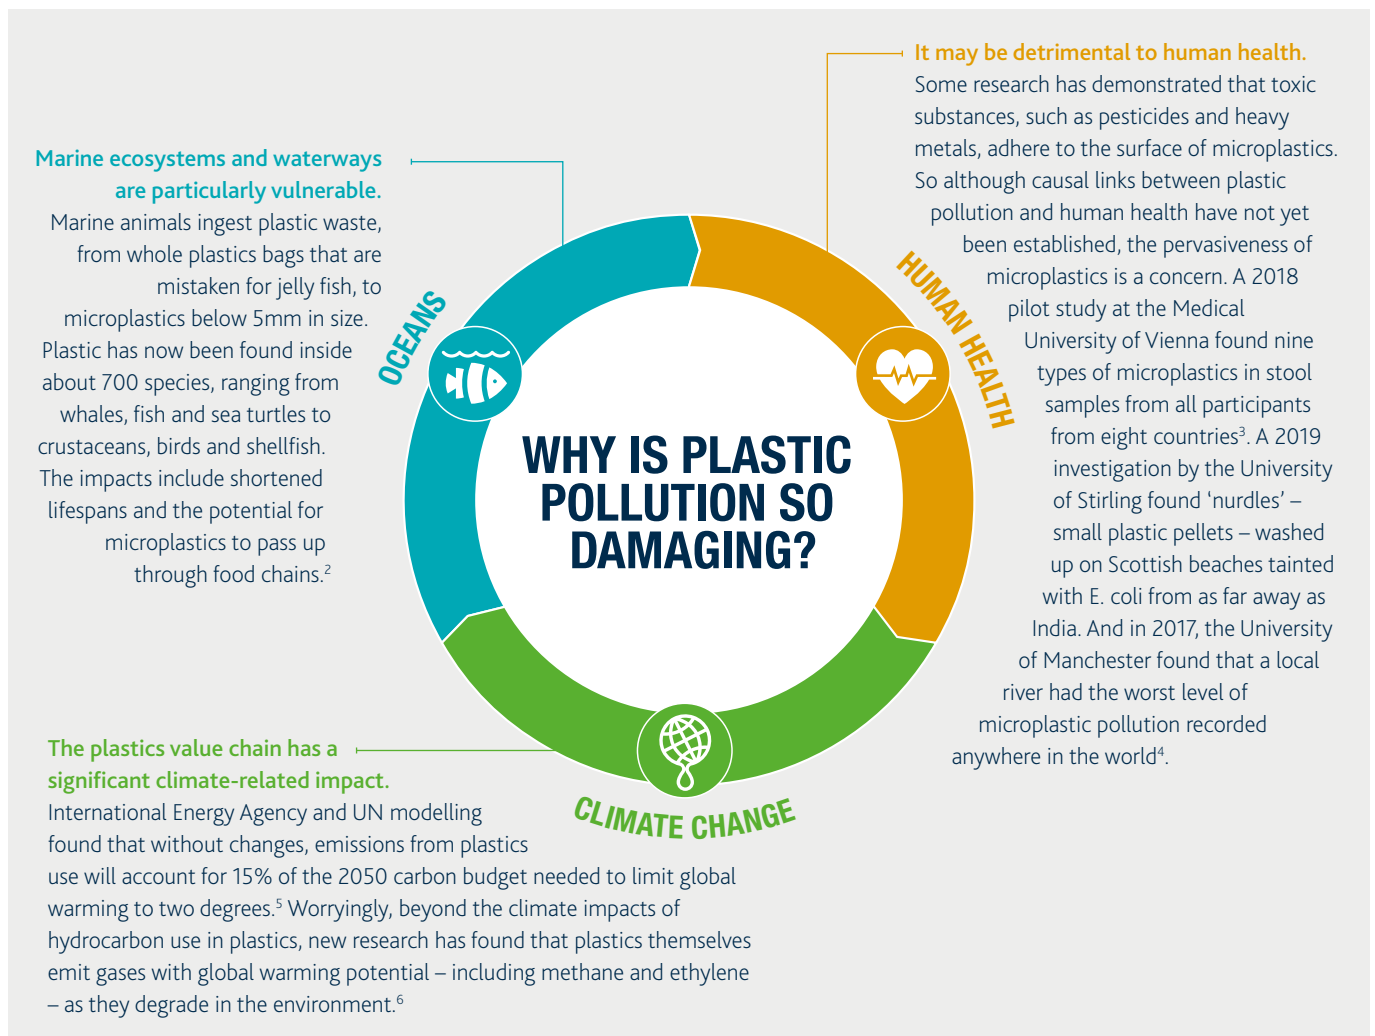 WHY IS PLASTIC
POLLUTION SO
DAMAGING?
OCEANS
Marine ecosystems and waterways
are particularly vulnerable.
Marine animals ingest plastic waste,
from whole plastics bags that are
mistaken for jelly fish, to
microplastics below 5mm in size.
Plastic has now been found inside
about 700 species, ranging from
whales, fish and sea turtles to
crustaceans, birds and shellfish.
The impacts include shortened
lifespans and the potential for
microplastics to pass up
through food chains.²
HUMAN HEALTH
It may be detrimental to human health.
Some research has demonstrated that toxic
substances, such as pesticides and heavy
metals, adhere to the surface of microplastics.
So although causal links between plastic
pollution and human health have not yet
been established, the pervasiveness of
microplastics is a concern. A 2018
pilot study at the Medical
University of Vienna found nine
types of microplastics in stool
samples from all participants
from eight countries³. A 2019
investigation by the University
of Stirling found ‘nurdles’ –
small plastic pellets – washed
up on Scottish beaches tainted
with E. coli from as far away as
India. And in 2017, the University
of Manchester found that a local
river had the worst level of
microplastic pollution recorded
anywhere in the world⁴.
CLIMATE CHANGE
The plastics value chain has a
significant climate-related impact.
International Energy Agency and UN modelling
found that without changes, emissions from plastics
use will account for 15% of the 2050 carbon budget needed to limit global
warming to two degrees.⁵ Worryingly, beyond the climate impacts of
hydrocarbon use in plastics, new research has found that plastics themselves
emit gases with global warming potential – including methane and ethylene
– as they degrade in the environment.⁶